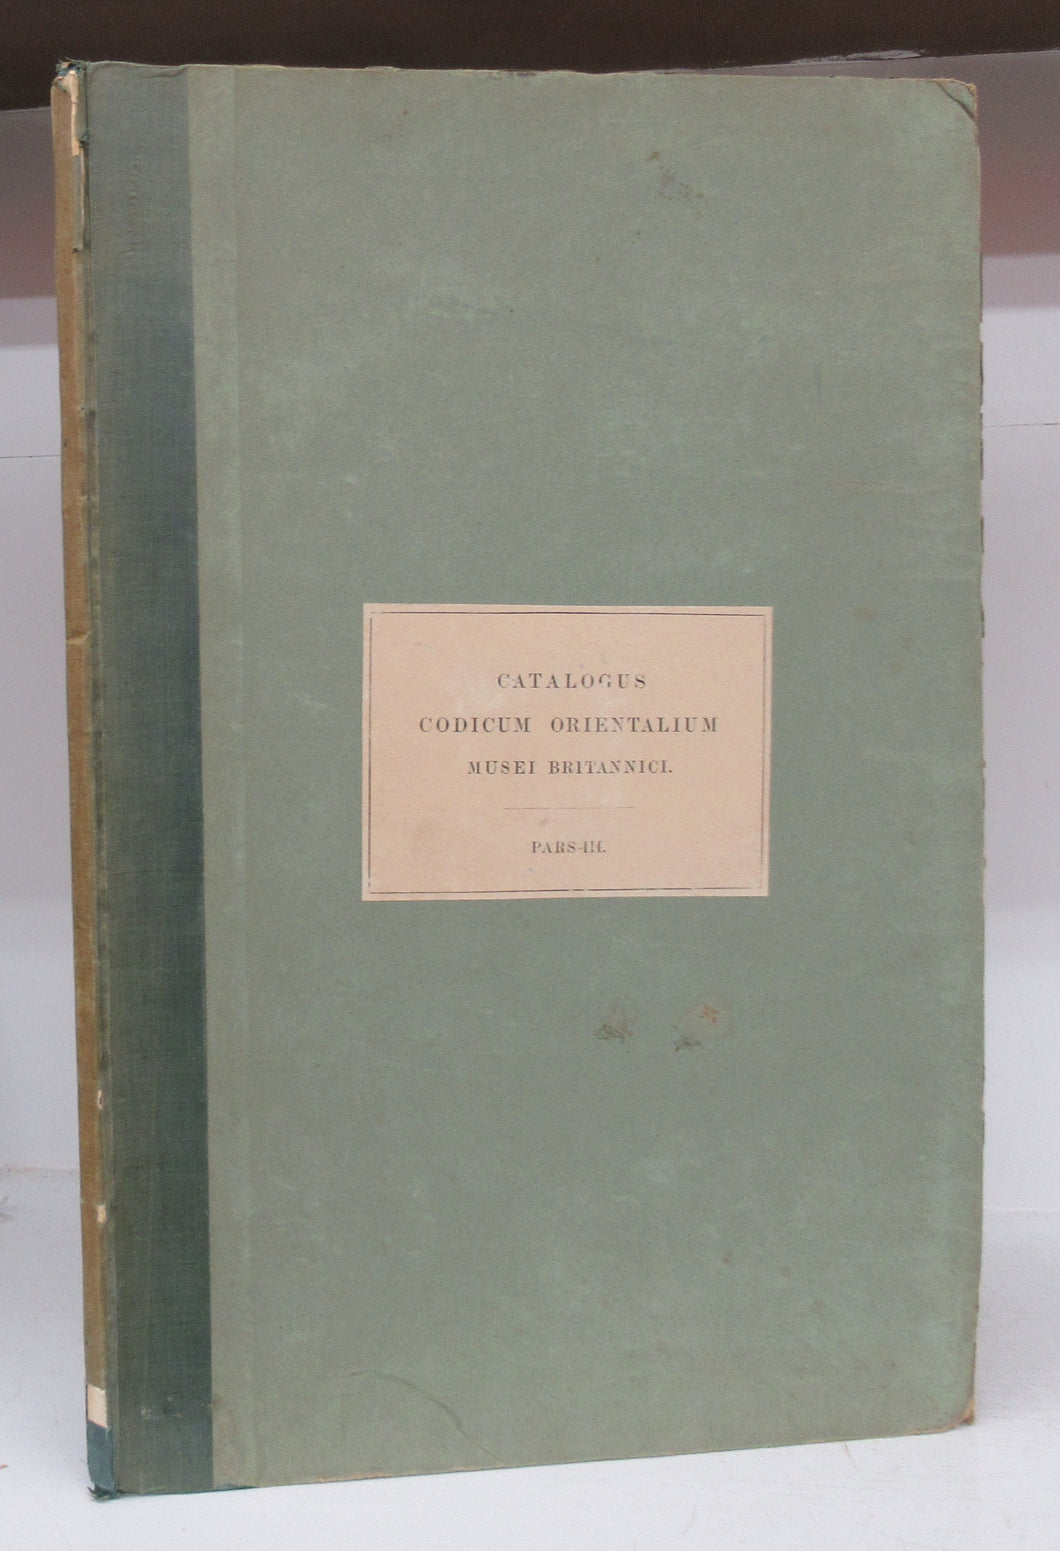 CATALOGUS
CODICUM ORIENTALIUM
MUSEI BRITANNICI.
PARS III.